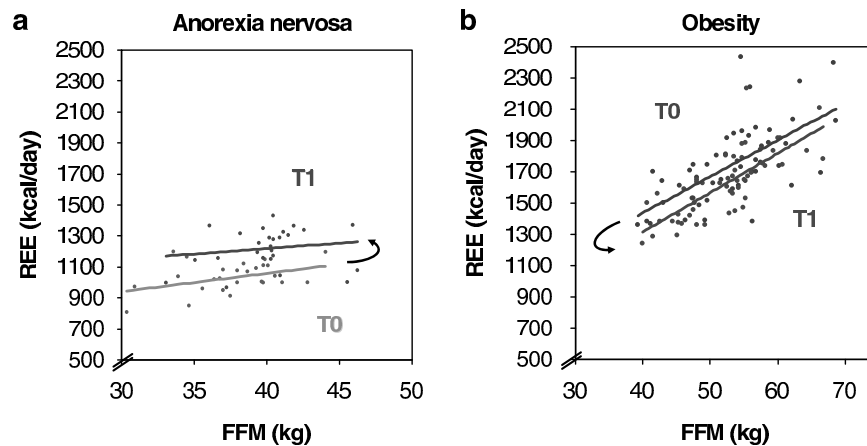 a
Anorexia nervosa
2500
2300
2100
1900
1700
1500
1300
1100
900
700
500
REE (kcal/day)
T1
T0
30
35
40
45
50
FFM (kg)
b
Obesity
2500
2300
2100
1900
1700
1500
1300
1100
900
700
500
REE (kcal/day)
T0
T1
30
40
50
60
70
FFM (kg)